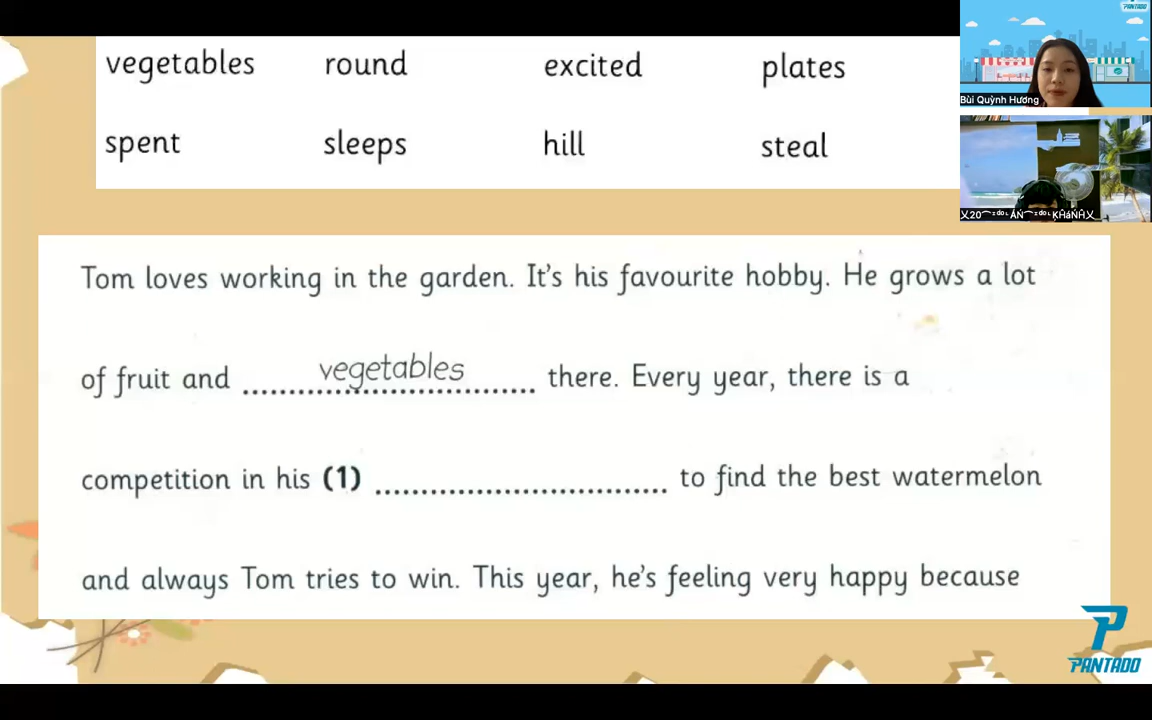 PANTADO
vegetables round excited plates
Bùi Quỳnh Hương
spent sleeps hill steal
Tom loves working in the garden. It's his favourite hobby. He grows a lot
of fruit and vegetables there. Every year, there is a
competition in his (1) to find the best watermelon
and always Tom tries to win. This year, he's feeling very happy because
PANTADO